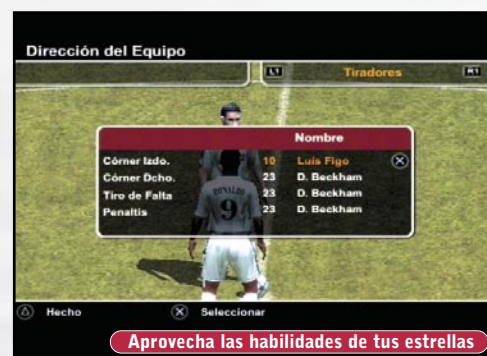 Dirección del Equipo
L1 Tiradores R1
Nombre
Córner Izdo. 10 Luís Figo
Córner Dcho. 23 D. Beckham
Tiro de Falta 23 D. Beckham
Penaltis 23 D. Beckham
RONALDO
9
Hecho Seleccionar
Aprovecha las habilidades de tus estrellas